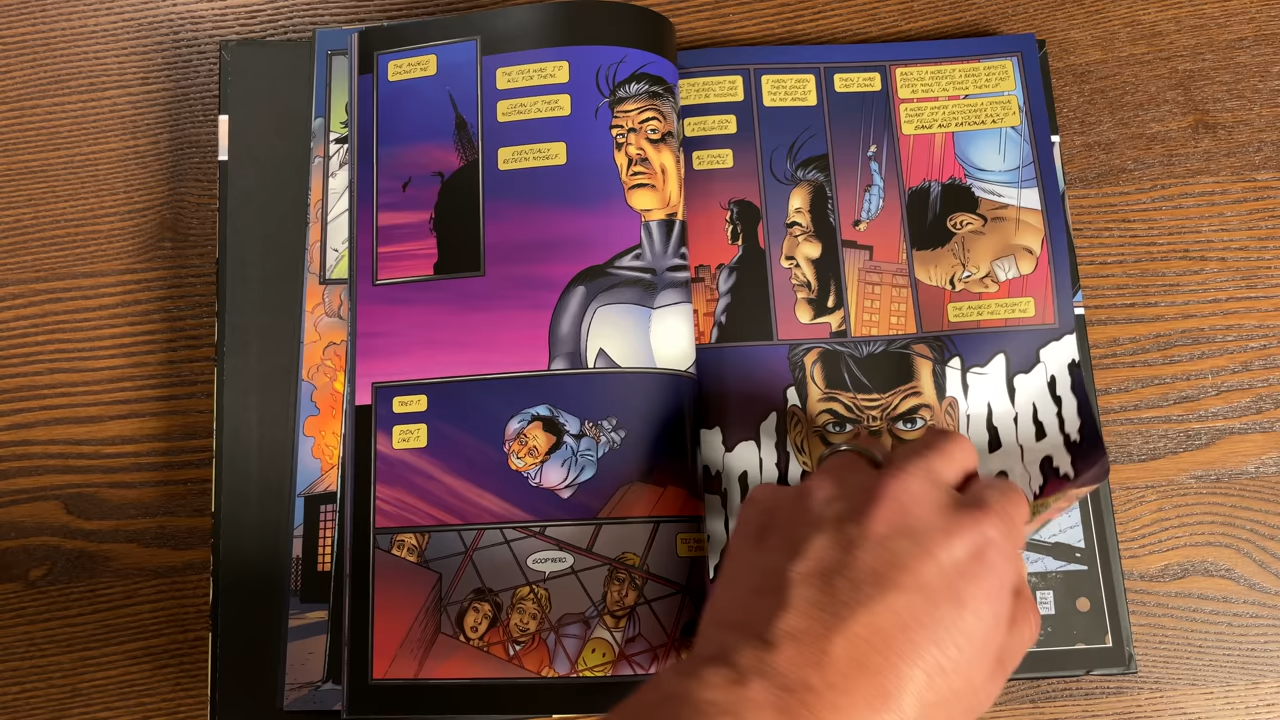 THE ANGELS
SHOWED ME.
THE IDEA WAS I'D
KILL FOR THEM.
CLEAN UP THEIR
MISTAKES ON EARTH.
EVENTUALLY
REDEEM MYSELF.
TRIED IT.
DIDN'T
LIKE IT.
SOOP'RERO.
THEY BROUGHT ME
TO HEAVEN, TO SEE
WHAT I'D BE MISSING.
A WIFE. A SON.
A DAUGHTER.
ALL FINALLY
AT PEACE.
I HADN'T SEEN
THEM SINCE
THEY BLED OUT
IN MY ARMS.
THEN I WAS
CAST DOWN.
BACK TO A WORLD OF KILLERS, RAPISTS,
PSYCHOS, PERVERTS. A BRAND NEW EVIL
EVERY MINUTE, SPEWED OUT AS FAST
AS MEN CAN THINK THEM UP.
A WORLD WHERE PITCHING A CRIMINAL
DWARF OFF A SKYSCRAPER TO TELL
HIS FELLOW SCUM YOU'RE BACK IS A
SANE AND RATIONAL ACT.
THE ANGELS THOUGHT IT
WOULD BE HELL FOR ME.